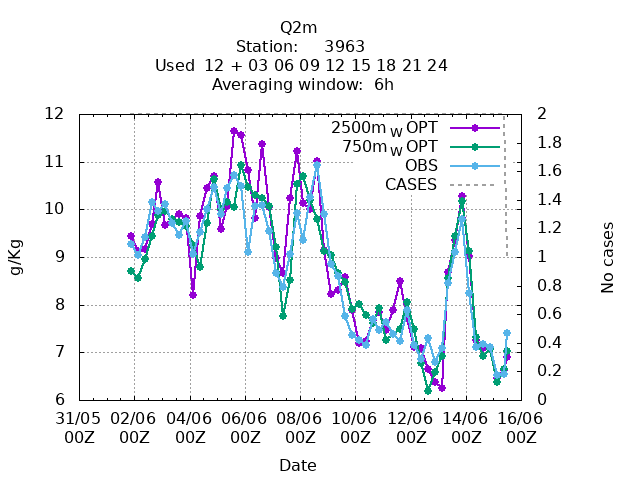 Q2m
Station: 3963
Used 12 + 03 06 09 12 15 18 21 24
Averaging window: 6h
12 2
2500m W OPT
750m W OPT
OBS
CASES
11 1.8
10 1.6
9 1.4
8 1.2
7 1
6 0.8
0.6
0.4
0.2
0
g/Kg
No cases
31/05 02/06 04/06 06/06 08/06 10/06 12/06 14/06 16/06
00Z 00Z 00Z 00Z 00Z 00Z 00Z 00Z 00Z
Date